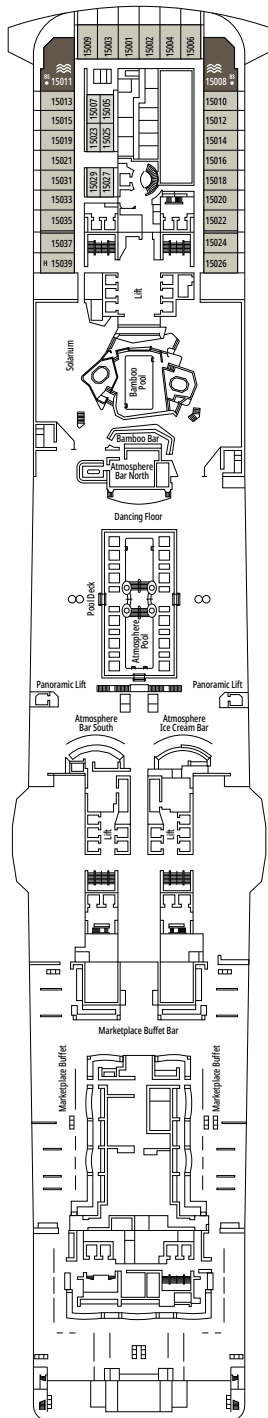 15009
15003
15001
15002
15004
15006
BS
15011
BS
15008
15013
15007
15005
15010
15015
15023
15025
15012
15019
15014
15021
15029
15027
15016
15031
15018
15033
15020
15035
15022
15037
15024
H 15039
15026
Lift
Solarium
Bamboo
Pool
Bamboo Bar
Atmosphere
Bar North
Dancing Floor
Pool Deck
Atmosphere
Pool
Panoramic Lift
Panoramic Lift
Atmosphere
Bar South
Atmosphere
Ice Cream Bar
Lift
Lift
Marketplace Buffet Bar
Marketplace Buffet
Marketplace Buffet